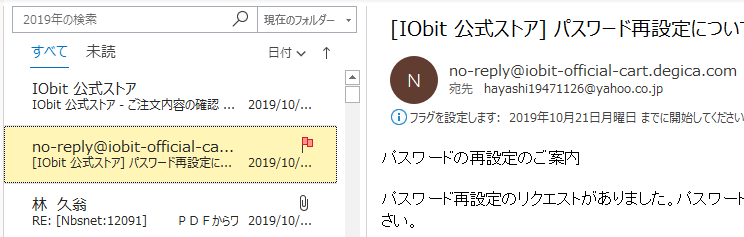 2019年の検索
現在のフォルダー
すべて 未読
日付
IObit 公式ストア
IObit 公式ストア - ご注文内容の確認 ... 2019/10/...
no-reply@iobit-official-ca...
[IObit 公式ストア] パスワード再設定に... 2019/10/...
林 久翁
RE: [Nbsnet:12091] ＰＤＦからワ 2019/10/...
[IObit 公式ストア] パスワード再設定につい
N
no-reply@iobit-official-cart.degica.com
宛先 hayashi19471126@yahoo.co.jp
フラグを設定します: 2019年10月21日月曜日 までに開始してください
パスワードの再設定のご案内
パスワード再設定のリクエストがありました。パスワート
さい。